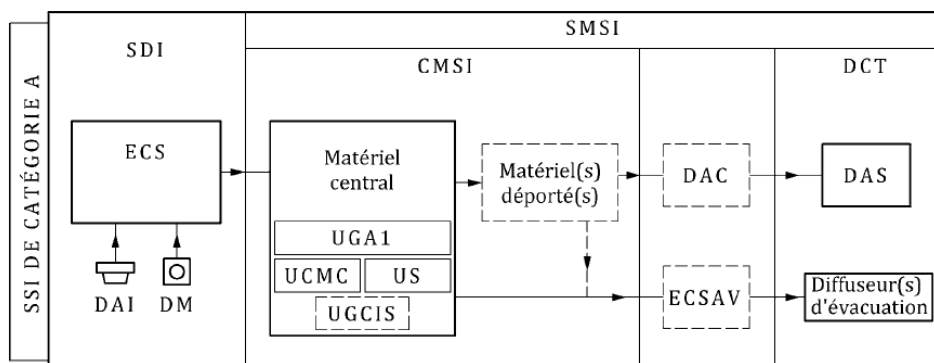 SSI DE CATÉGORIE A
SDI
SMSI
CMSI
DCT
ECS
DAI
DM
Matériel
central
UGA1
UCMC
US
UGCIS
Matériel(s)
déporté(s)
DAC
DAS
ECSAV
Diffuseur(s)
d'évacuation